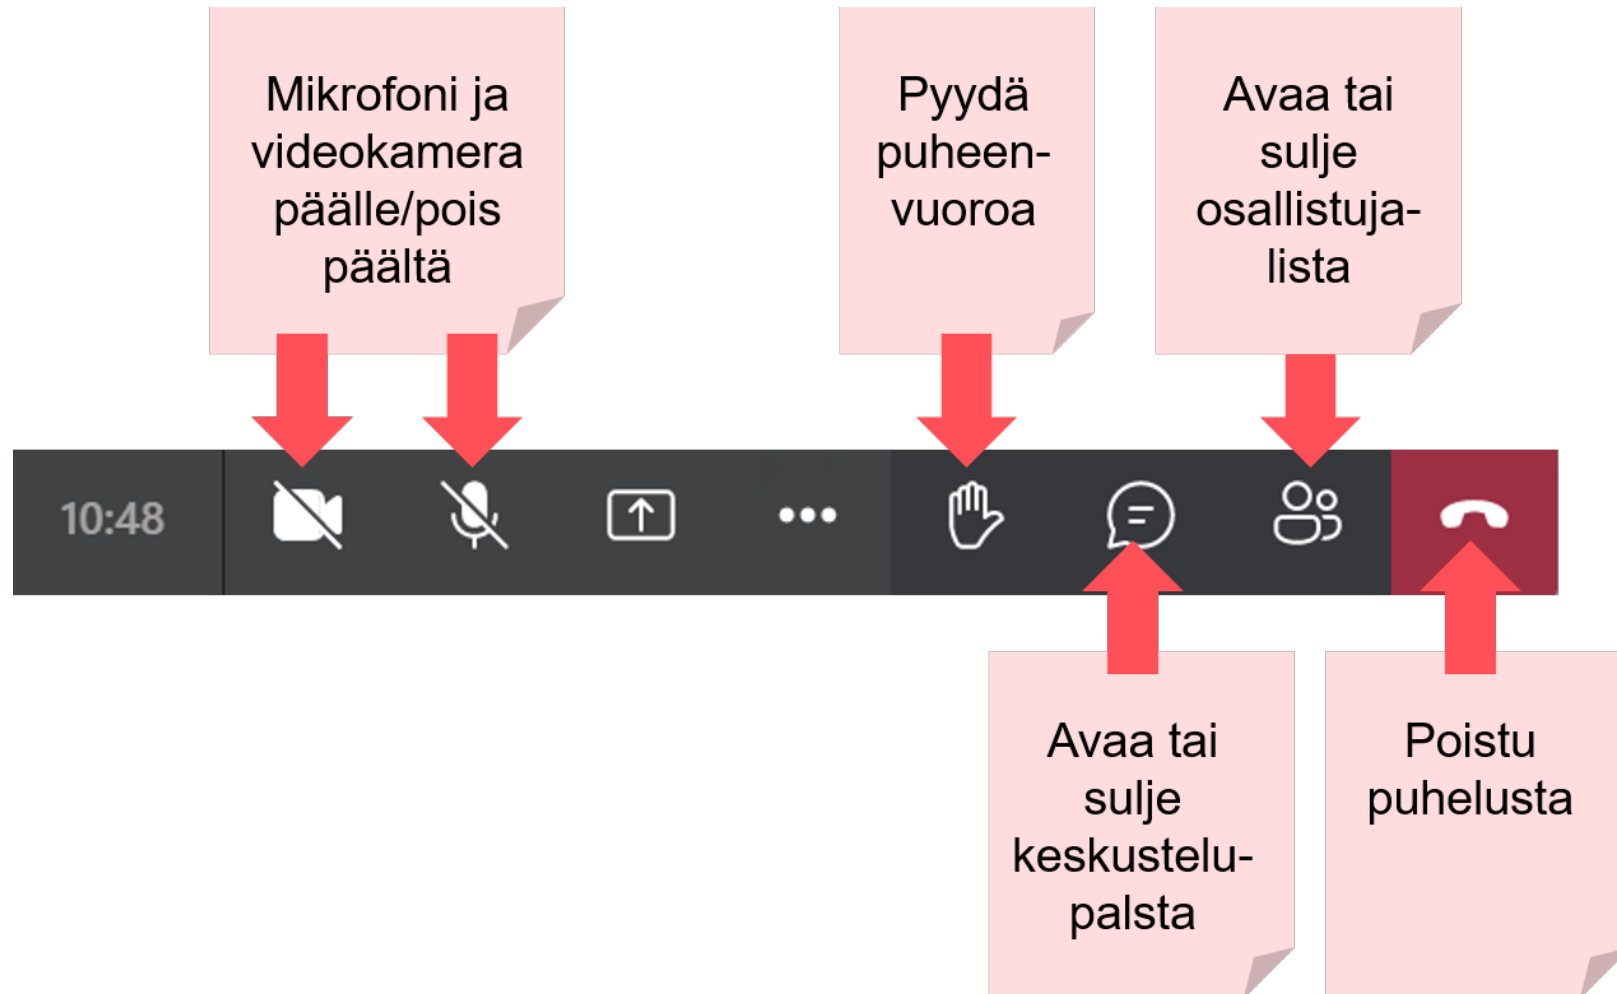 Mikrofoni ja
videokamera
päälle/pois
päältä
Pyydä
puheen-
vuoroa
Avaa tai
sulje
osallistuja-
lista
10:48
Avaa tai
sulje
keskustelu-
palsta
Poistu
puhelusta